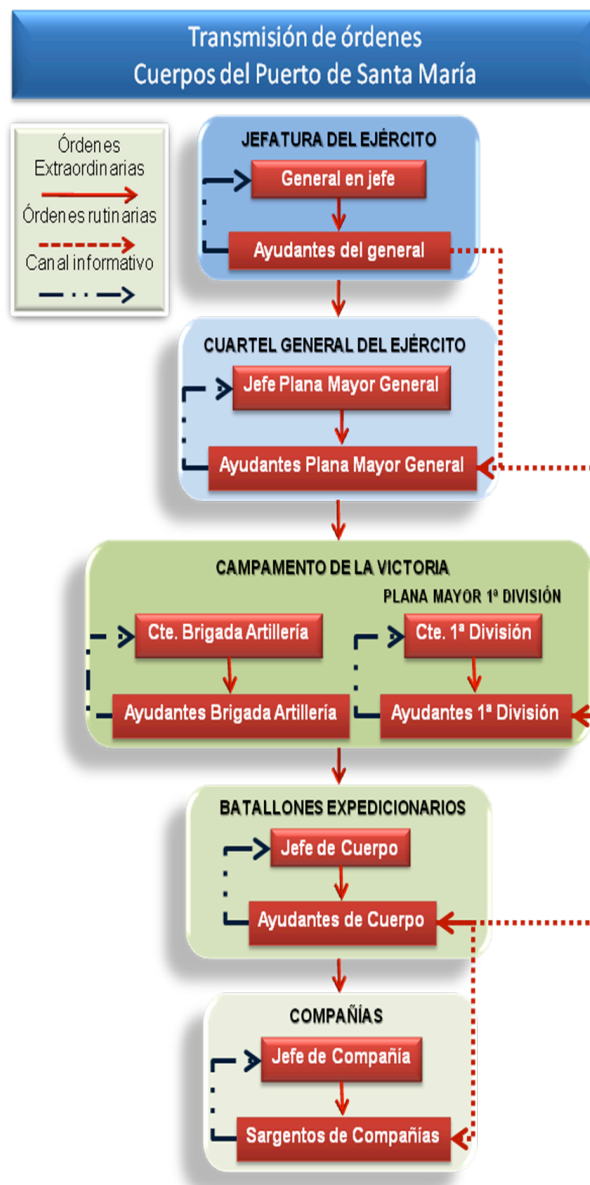 Transmisión de órdenes
Cuerpos del Puerto de Santa María
Órdenes
Extraordinarias
Órdenes rutinarias
Canal informativo
JEFATURA DEL EJÉRCITO
General en jefe
Ayudantes del general
CUARTEL GENERAL DEL EJÉRCITO
Jefe Plana Mayor General
Ayudantes Plana Mayor General
CAMPAMENTO DE LA VICTORIA
PLANA MAYOR 1ª DIVISIÓN
Cte. Brigada Artillería
Cte. 1ª División
Ayudantes Brigada Artillería
Ayudantes 1ª División
BATALLONES EXPEDICIONARIOS
Jefe de Cuerpo
Ayudantes de Cuerpo
COMPAÑÍAS
Jefe de Compañía
Sargentos de Compañías